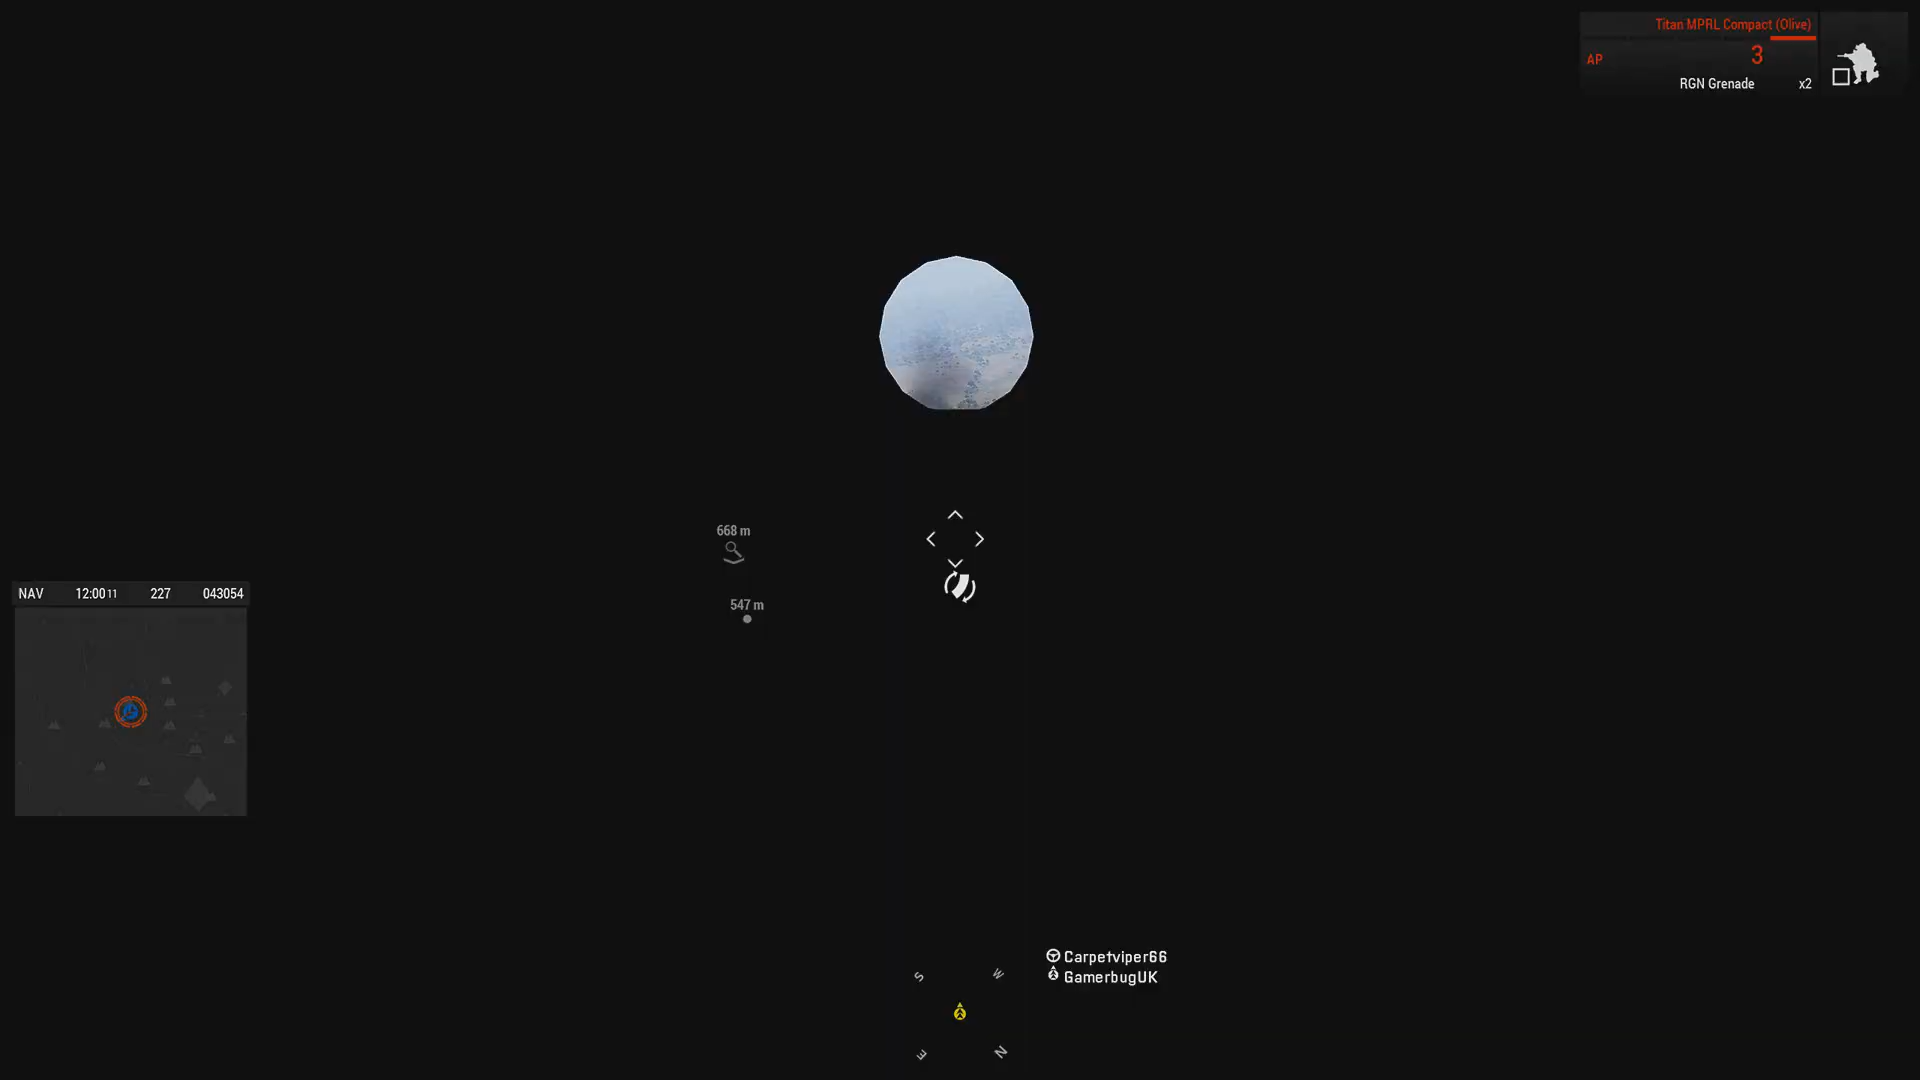 Titan MPRL Compact (Olive)
AP 3
RGN Grenade x2
668 m
547 m
NAV 12:00 11 227 043054
Carpetviper66
GamerbugUK
S W
E N